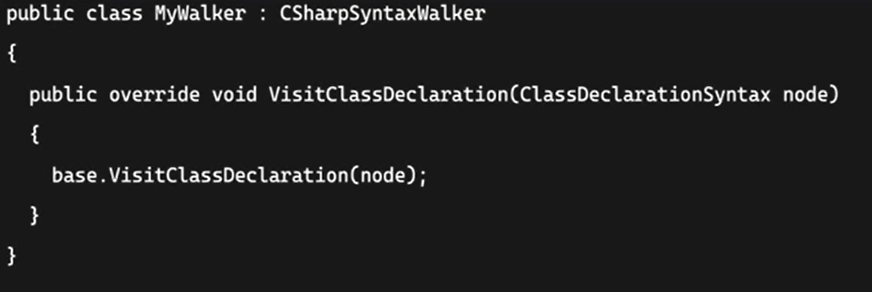 public class MyWalker : CSharpSyntaxWalker
{
  public override void VisitClassDeclaration(ClassDeclarationSyntax node)
  {
    base.VisitClassDeclaration(node);
  }
}